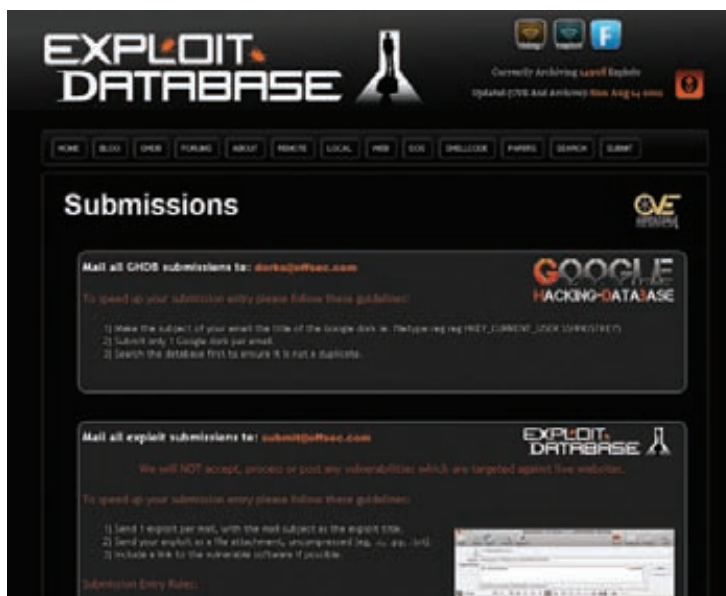 EXPLOIT
DATABASE
F
Currently Archiving Exploits
Updated (CVE And Archive) Mon Aug 14
HOME BLOG GHDB FORUMS ABOUT REMOTE LOCAL WEB DOS SHELLCODE PAPERS SEARCH SUBMIT
Submissions
CVE
Mail all GHDB submissions to: dorks@offsec.com
GOOGLE
HACKING-DATABASE
To speed up your submission entry please follow these guidelines:
1) Make the subject of your email the title of the Google dork ie: filetype:reg reg
2) Submit only 1 Google dork per email.
3) Search the database first to ensure it is not a duplicate.
Mail all exploit submissions to: submit@offsec.com
EXPLOIT
DATABASE
We will NOT accept, process or post any vulnerabilities which are targeted against live websites.
To speed up your submission entry please follow these guidelines:
1) Send 1 exploit per mail, with the mail subject as the exploit title.
2) Send your exploit as a file attachment, uncompressed (eg. .c, .py, .txt).
3) Include a link to the vulnerable software if possible.
Submission Entry Rules: